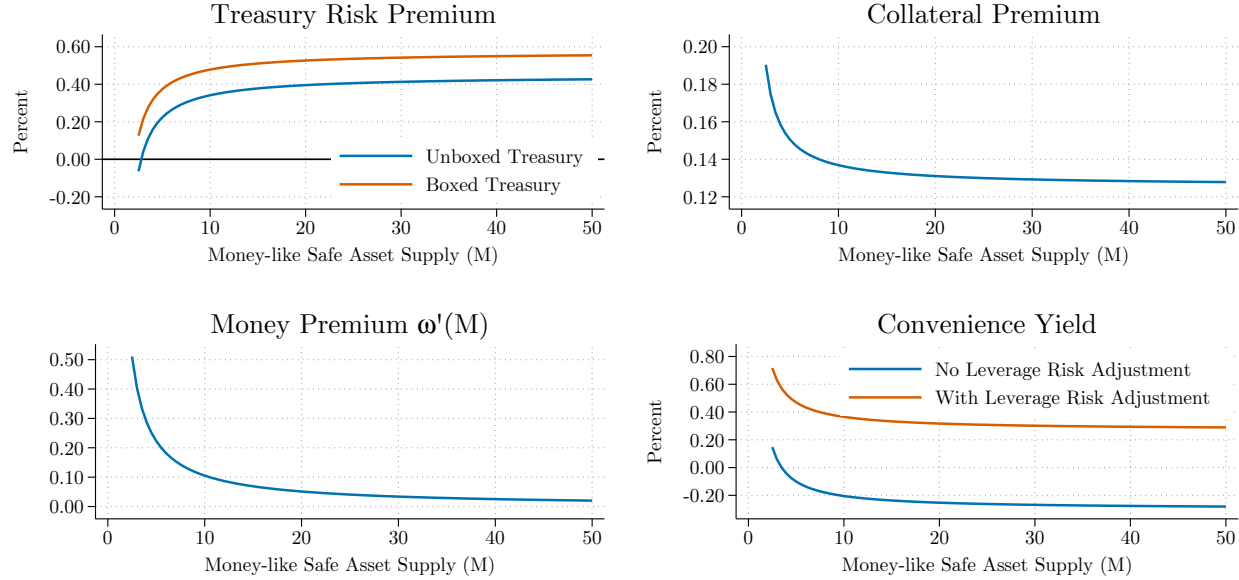 Treasury Risk Premium
Percent
0.60
0.40
0.20
0.00
-0.20
Unboxed Treasury
Boxed Treasury
0 10 20 30 40 50
Money-like Safe Asset Supply (M)
Collateral Premium
Percent
0.20
0.18
0.16
0.14
0.12
0 10 20 30 40 50
Money-like Safe Asset Supply (M)
Money Premium ω'(M)
0.50
0.40
0.30
0.20
0.10
0.00
0 10 20 30 40 50
Money-like Safe Asset Supply (M)
Convenience Yield
Percent
0.80
0.60
0.40
0.20
0.00
-0.20
No Leverage Risk Adjustment
With Leverage Risk Adjustment
0 10 20 30 40 50
Money-like Safe Asset Supply (M)